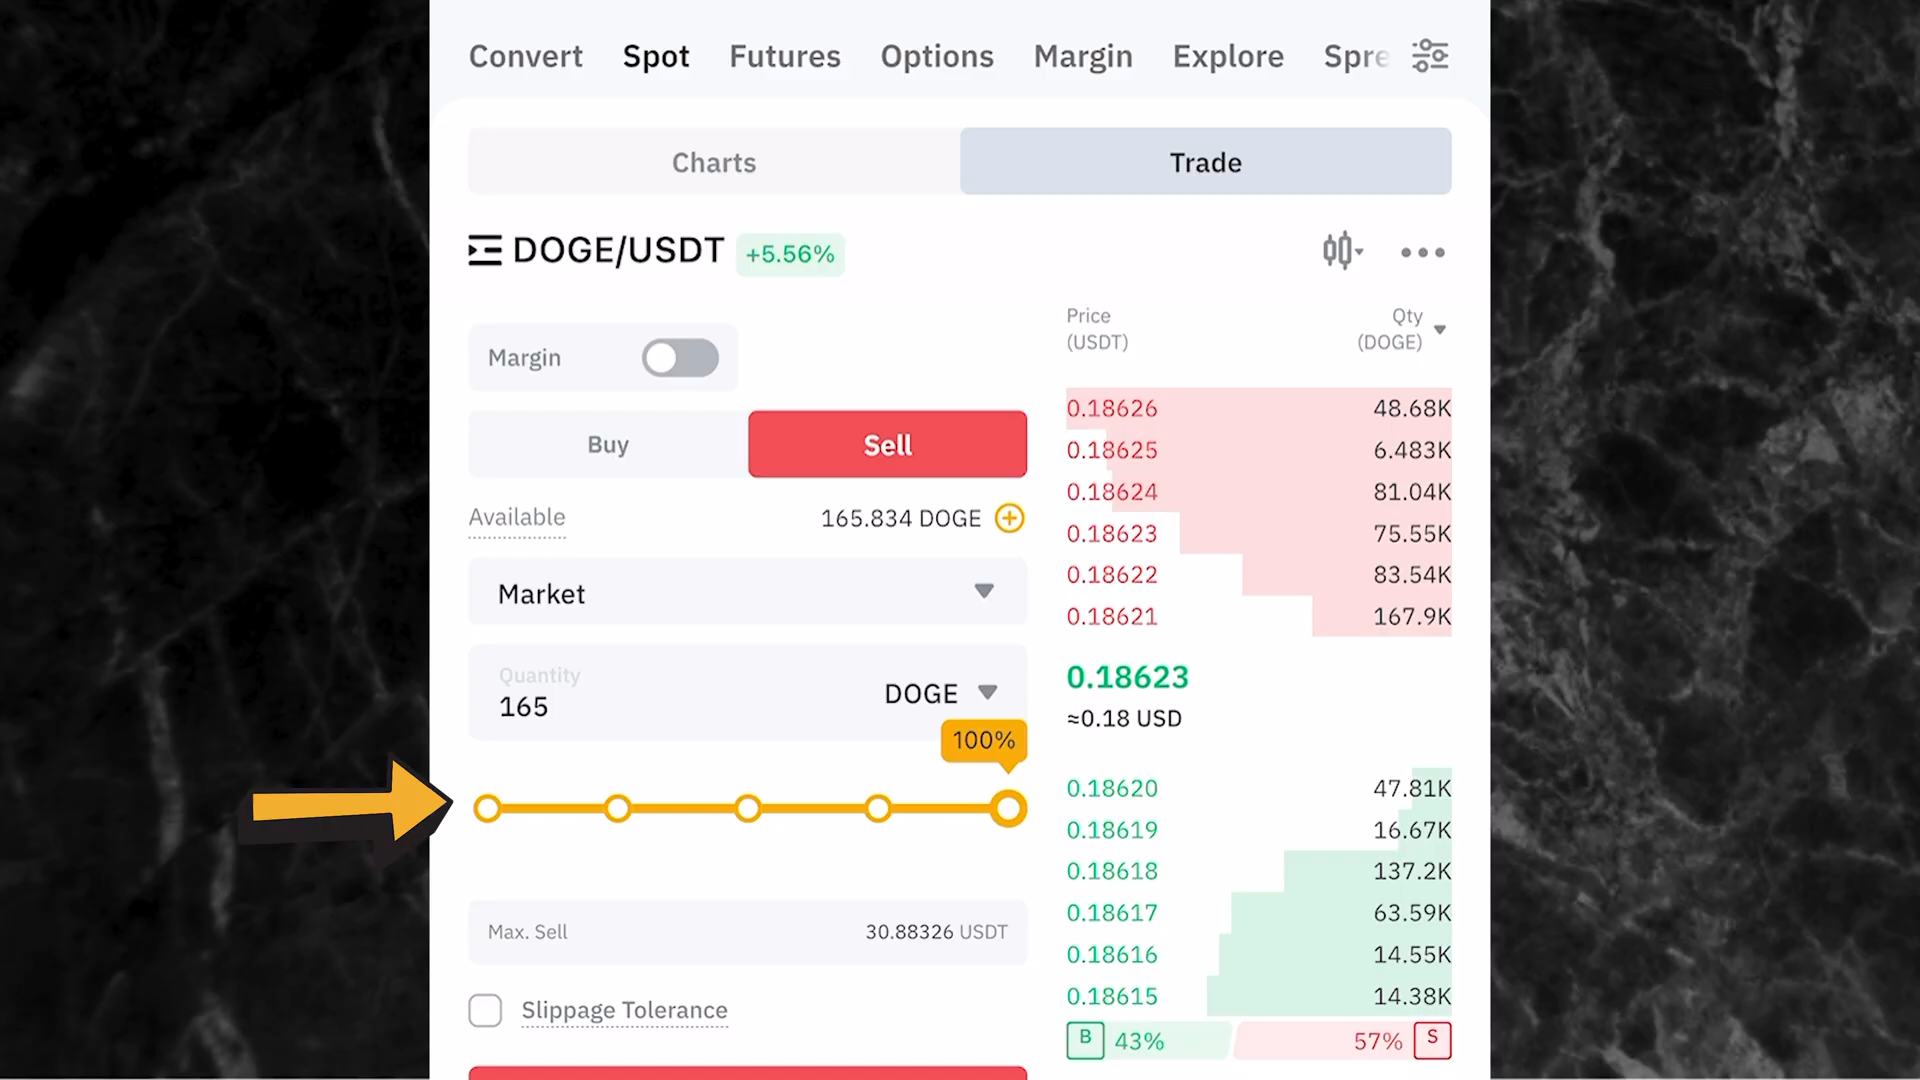 Convert Spot Futures Options Margin Explore Spre
Charts Trade
DOGE/USDT +5.56%
Margin
Buy Sell
Available 165.834 DOGE
Market
Quantity
165 DOGE
100%
Max. Sell 30.88326 USDT
Slippage Tolerance
Price Qty
(USDT) (DOGE)
0.18626 48.68K
0.18625 6.483K
0.18624 81.04K
0.18623 75.55K
0.18622 83.54K
0.18621 167.9K
0.18623
≈0.18 USD
0.18620 47.81K
0.18619 16.67K
0.18618 137.2K
0.18617 63.59K
0.18616 14.55K
0.18615 14.38K
B 43% 57% S